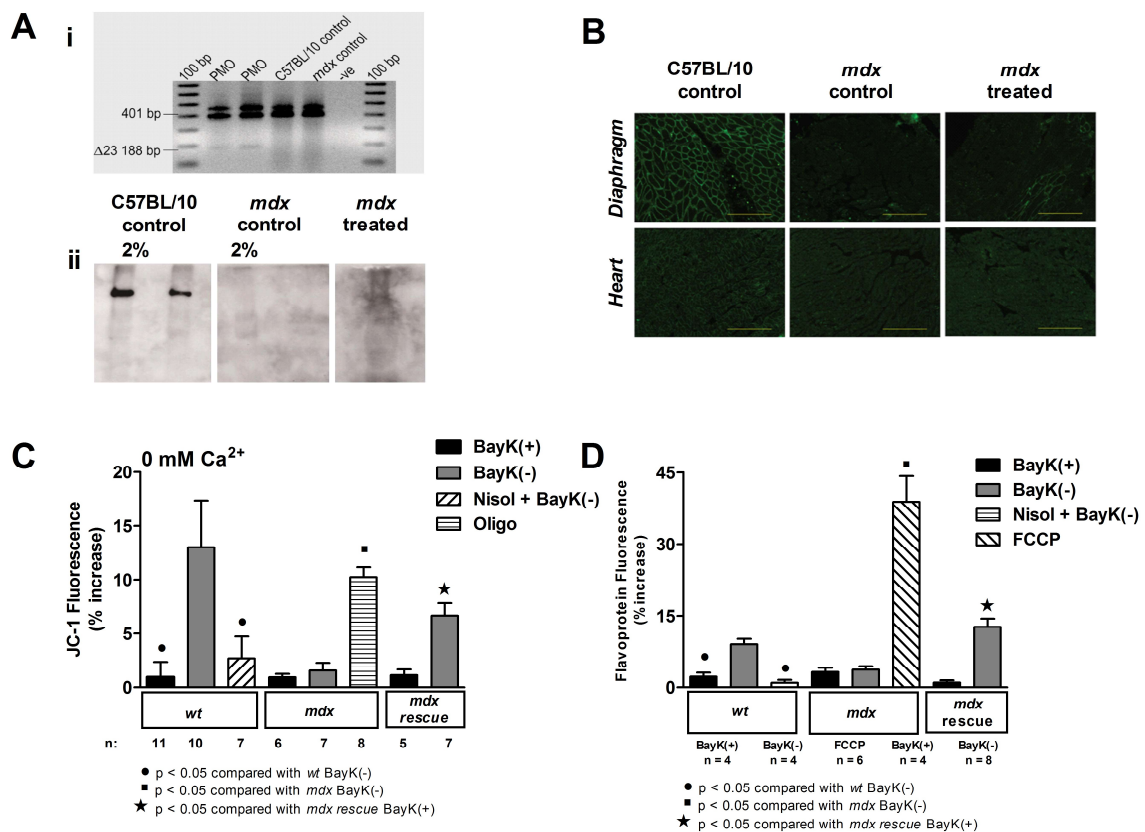 A
i
100 bp
PMO
PMO
C57BL/10 control
mdx control
-ve
100 bp
401 bp
Δ23 188 bp
C57BL/10 control
mdx control
mdx treated
2%
2%
ii
B
C57BL/10 control
mdx control
mdx treated
Diaphragm
Heart
C
0 mM Ca²⁺
JC-1 Fluorescence
(% increase)
20
15
10
5
0
BayK(+)
BayK(-)
Nisol + BayK(-)
Oligo
wt
mdx
mdx rescue
n: 11 10 7 6 7 8 5 7
● p < 0.05 compared with wt BayK(-)
■ p < 0.05 compared with mdx BayK(-)
★ p < 0.05 compared with mdx rescue BayK(+)
D
Flavoprotein Fluorescence
(% increase)
45
30
15
0
BayK(+)
BayK(-)
Nisol + BayK(-)
FCCP
wt
mdx
mdx rescue
BayK(+) BayK(-) FCCP BayK(+) BayK(-)
n = 4 n = 4 n = 6 n = 4 n = 8
● p < 0.05 compared with wt BayK(-)
■ p < 0.05 compared with mdx BayK(-)
★ p < 0.05 compared with mdx rescue BayK(+)